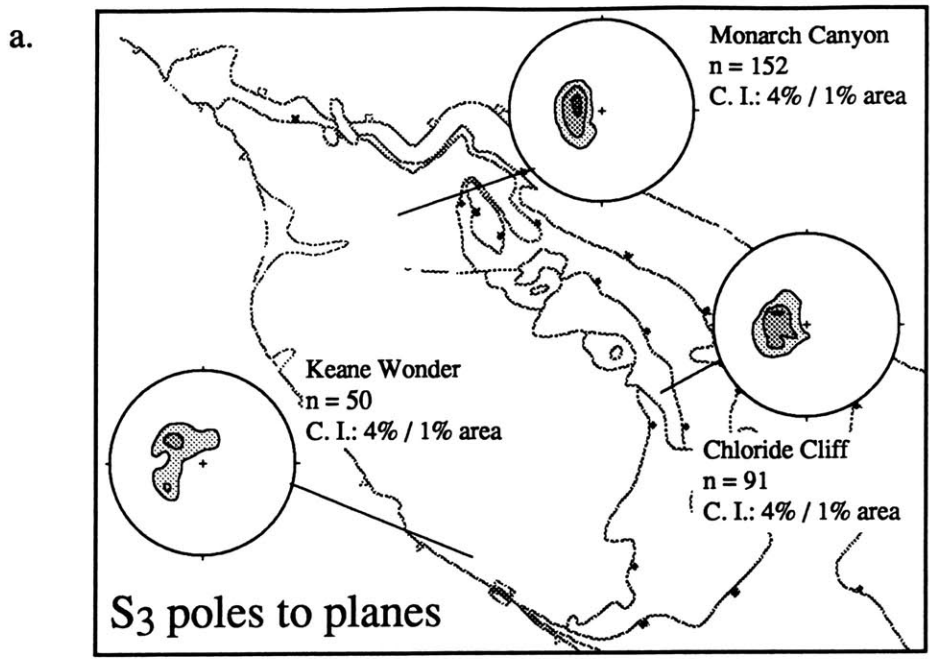 a.
Monarch Canyon
n = 152
C. I.: 4% / 1% area
Keane Wonder
n = 50
C. I.: 4% / 1% area
Chloride Cliff
n = 91
C. I.: 4% / 1% area
S3 poles to planes